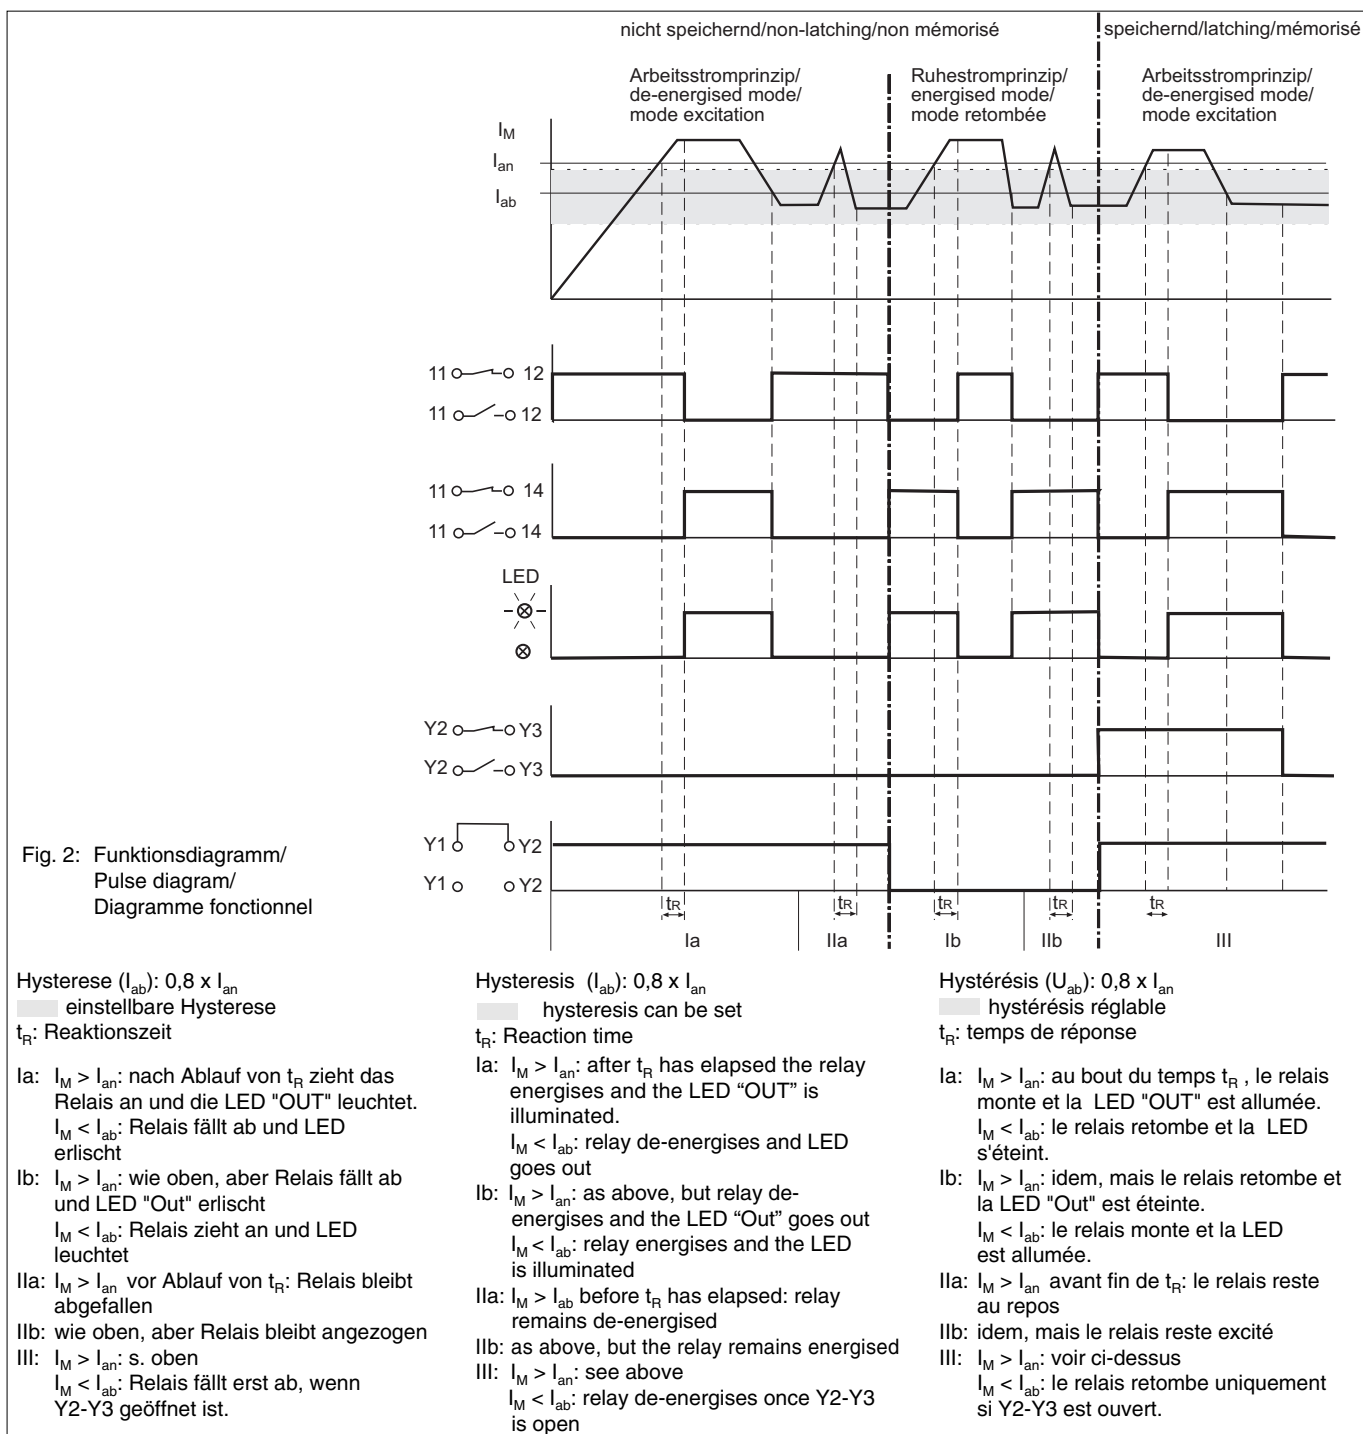 nicht speichernd/non-latching/non mémorisé
speichernd/latching/mémorisé
Arbeitsstromprinzip/
de-energised mode/
mode excitation
Ruhestromprinzip/
energised mode/
mode retombée
Arbeitsstromprinzip/
de-energised mode/
mode excitation
I_M
I_an
I_ab
11 12
11 12
11 14
11 14
LED
Y2 Y3
Y2 Y3
Y1 Y2
Y1 Y2
tR tR tR tR tR
Ia IIa Ib IIb III
Fig. 2: Funktionsdiagramm/
Pulse diagram/
Diagramme fonctionnel
Hysterese (I_ab): 0,8 x I_an
einstellbare Hysterese
t_R: Reaktionszeit
Ia: I_M > I_an: nach Ablauf von t_R zieht das
Relais an und die LED "OUT" leuchtet.
I_M < I_ab: Relais fällt ab und LED
erlischt
Ib: I_M > I_an: wie oben, aber Relais fällt ab
und LED "Out" erlischt
I_M < I_ab: Relais zieht an und LED
leuchtet
IIa: I_M > I_an vor Ablauf von t_R: Relais bleibt
abgefallen
IIb: wie oben, aber Relais bleibt angezogen
III: I_M > I_an: s. oben
I_M < I_ab: Relais fällt erst ab, wenn
Y2-Y3 geöffnet ist.
Hysteresis (I_ab): 0,8 x I_an
hysteresis can be set
t_R: Reaction time
Ia: I_M > I_an: after t_R has elapsed the relay
energises and the LED “OUT” is
illuminated.
I_M < I_ab: relay de-energises and LED
goes out
Ib: I_M > I_an: as above, but relay de-
energises and the LED “Out” goes out
I_M < I_ab: relay energises and the LED
is illuminated
IIa: I_M > I_ab before t_R has elapsed: relay
remains de-energised
IIb: as above, but the relay remains energised
III: I_M > I_an: see above
I_M < I_ab: relay de-energises once Y2-Y3
is open
Hystérésis (U_ab): 0,8 x I_an
hystérésis réglable
t_R: temps de réponse
Ia: I_M > I_an: au bout du temps t_R , le relais
monte et la LED "OUT" est allumée.
I_M < I_ab: le relais retombe et la LED
s'éteint.
Ib: I_M > I_an: idem, mais le relais retombe et
la LED "Out" est éteinte.
I_M < I_ab: le relais monte et la LED
est allumée.
IIa: I_M > I_an avant fin de t_R: le relais reste
au repos
IIb: idem, mais le relais reste excité
III: I_M > I_an: voir ci-dessus
I_M < I_ab: le relais retombe uniquement
si Y2-Y3 est ouvert.